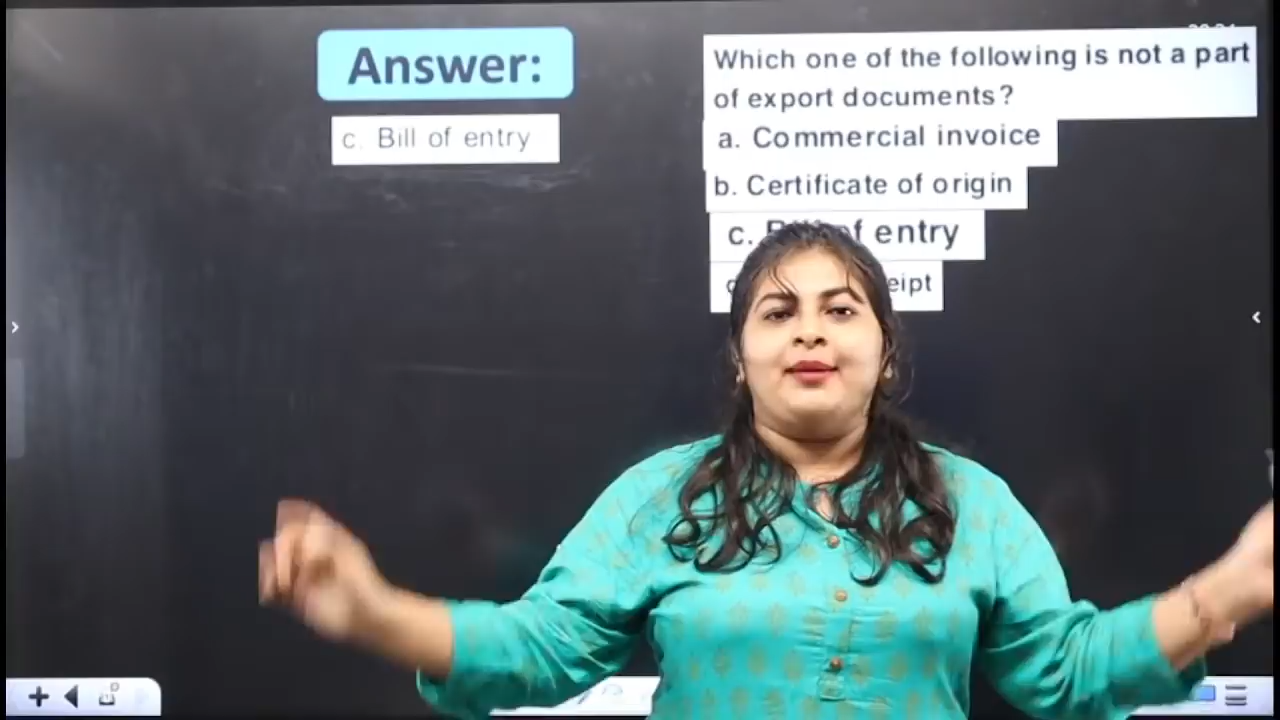 Answer:
c. Bill of entry
Which one of the following is not a part
of export documents?
a. Commercial invoice
b. Certificate of origin
c. of entry